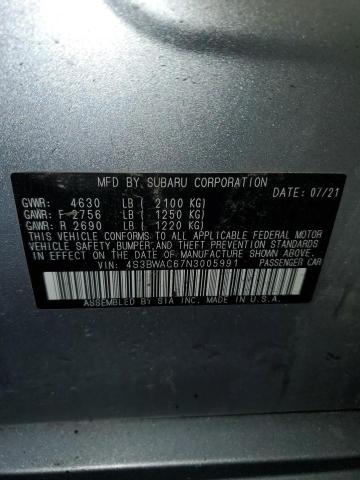 MFD BY SUBARU CORPORATION
DATE: 07/21
GVWR: 4630 LB ( 2100 KG)
GAWR: F 2756 LB ( 1250 KG)
GAWR: R 2690 LB ( 1220 KG)
THIS VEHICLE CONFORMS TO ALL APPLICABLE FEDERAL MOTOR
VEHICLE SAFETY, BUMPER, AND THEFT PREVENTION STANDARDS
IN EFFECT ON THE DATE OF MANUFACTURE SHOWN ABOVE.
VIN: 4S3BWAC67N3005991 PASSENGER CAR
ASSEMBLED BY SIA INC. MADE IN U.S.A.